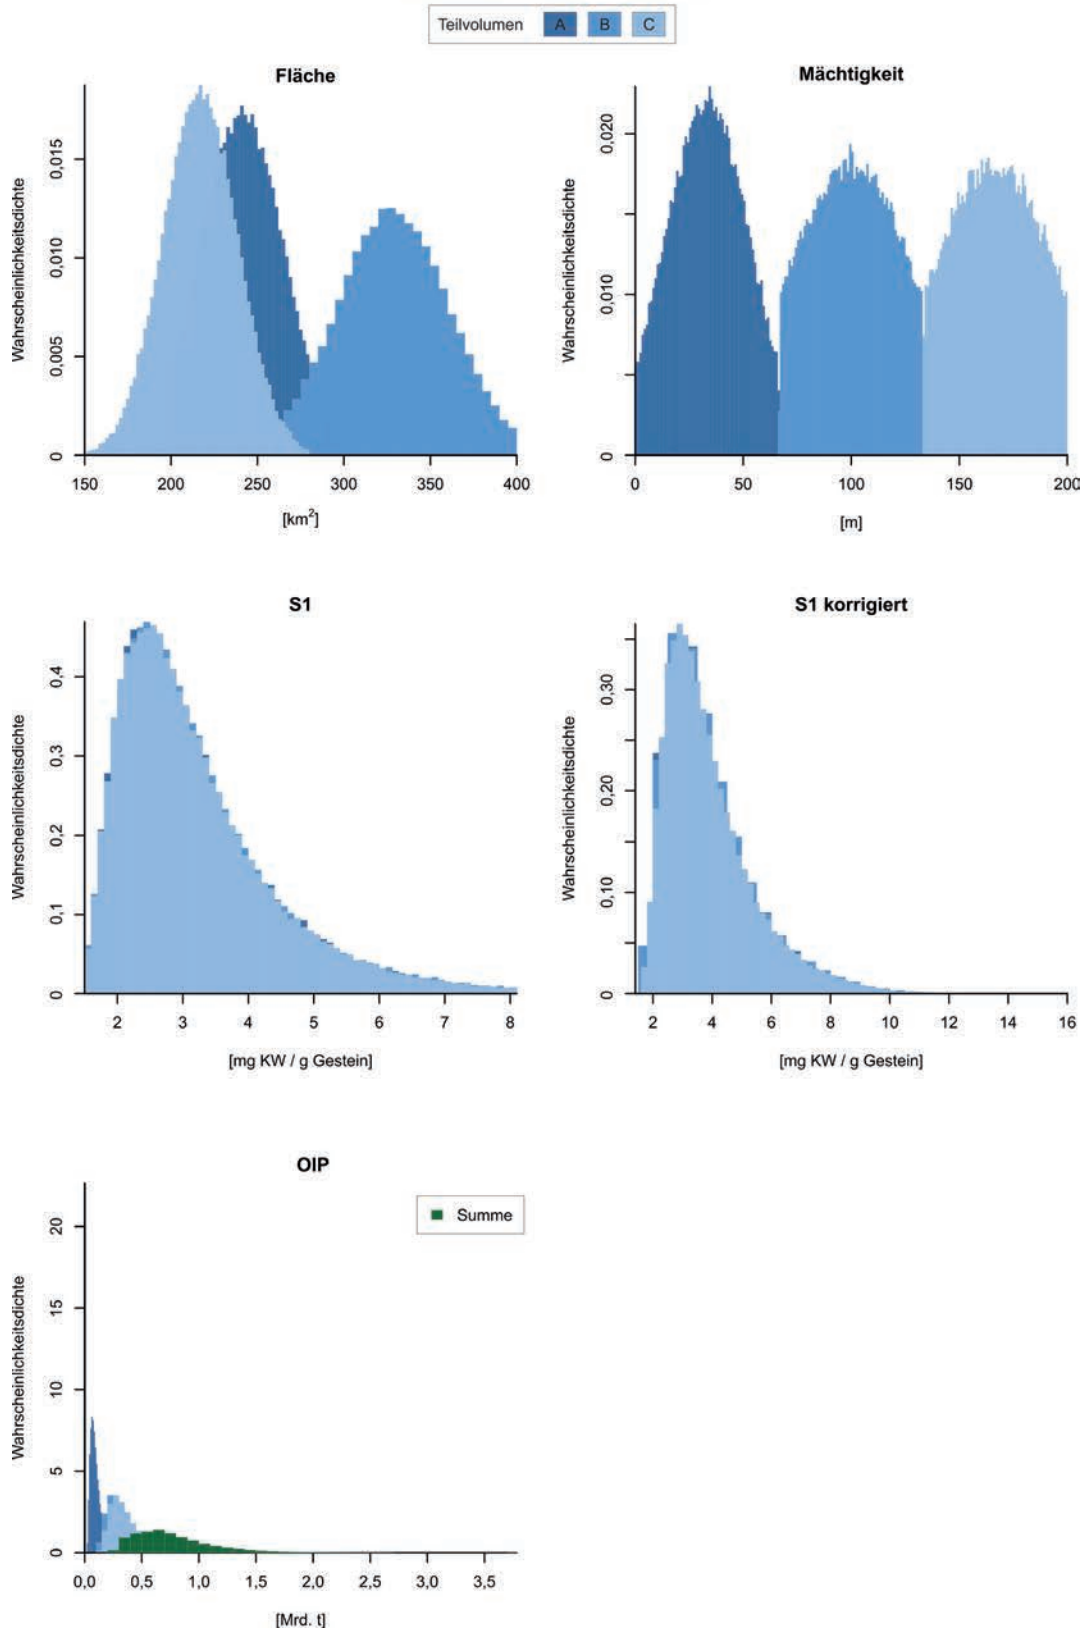 Teilvolumen A B C
Fläche
Wahrscheinlichkeitsdichte
0 0,005 0,010 0,015
150 200 250 300 350 400
[km²]
Mächtigkeit
Wahrscheinlichkeitsdichte
0 0,010 0,020
0 50 100 150 200
[m]
S1
Wahrscheinlichkeitsdichte
0 0,1 0,2 0,3 0,4
2 3 4 5 6 7 8
[mg KW / g Gestein]
S1 korrigiert
Wahrscheinlichkeitsdichte
0 0,10 0,20 0,30
2 4 6 8 10 12 14 16
[mg KW / g Gestein]
OIP
Summe
Wahrscheinlichkeitsdichte
0 5 10 15 20
0,0 0,5 1,0 1,5 2,0 2,5 3,0 3,5
[Mrd. t]